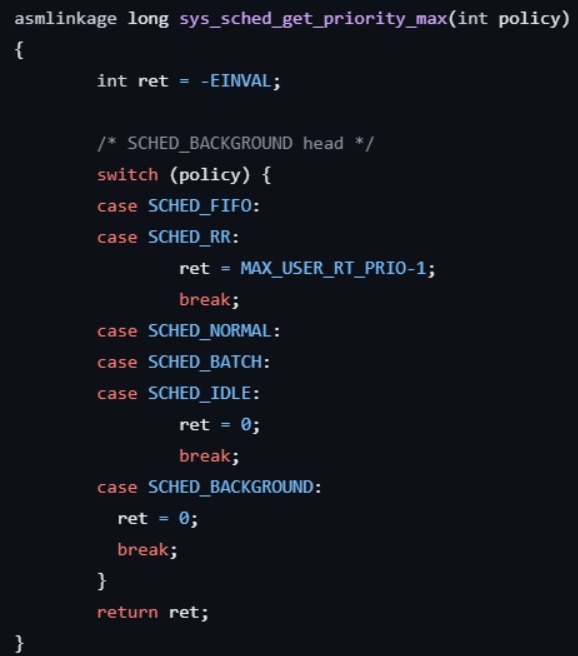 asmlinkage long sys_sched_get_priority_max(int policy)
{
        int ret = -EINVAL;

        /* SCHED_BACKGROUND head */
        switch (policy) {
        case SCHED_FIFO:
        case SCHED_RR:
                ret = MAX_USER_RT_PRIO-1;
                break;
        case SCHED_NORMAL:
        case SCHED_BATCH:
        case SCHED_IDLE:
                ret = 0;
                break;
        case SCHED_BACKGROUND:
          ret = 0;
          break;
        }
        return ret;
}